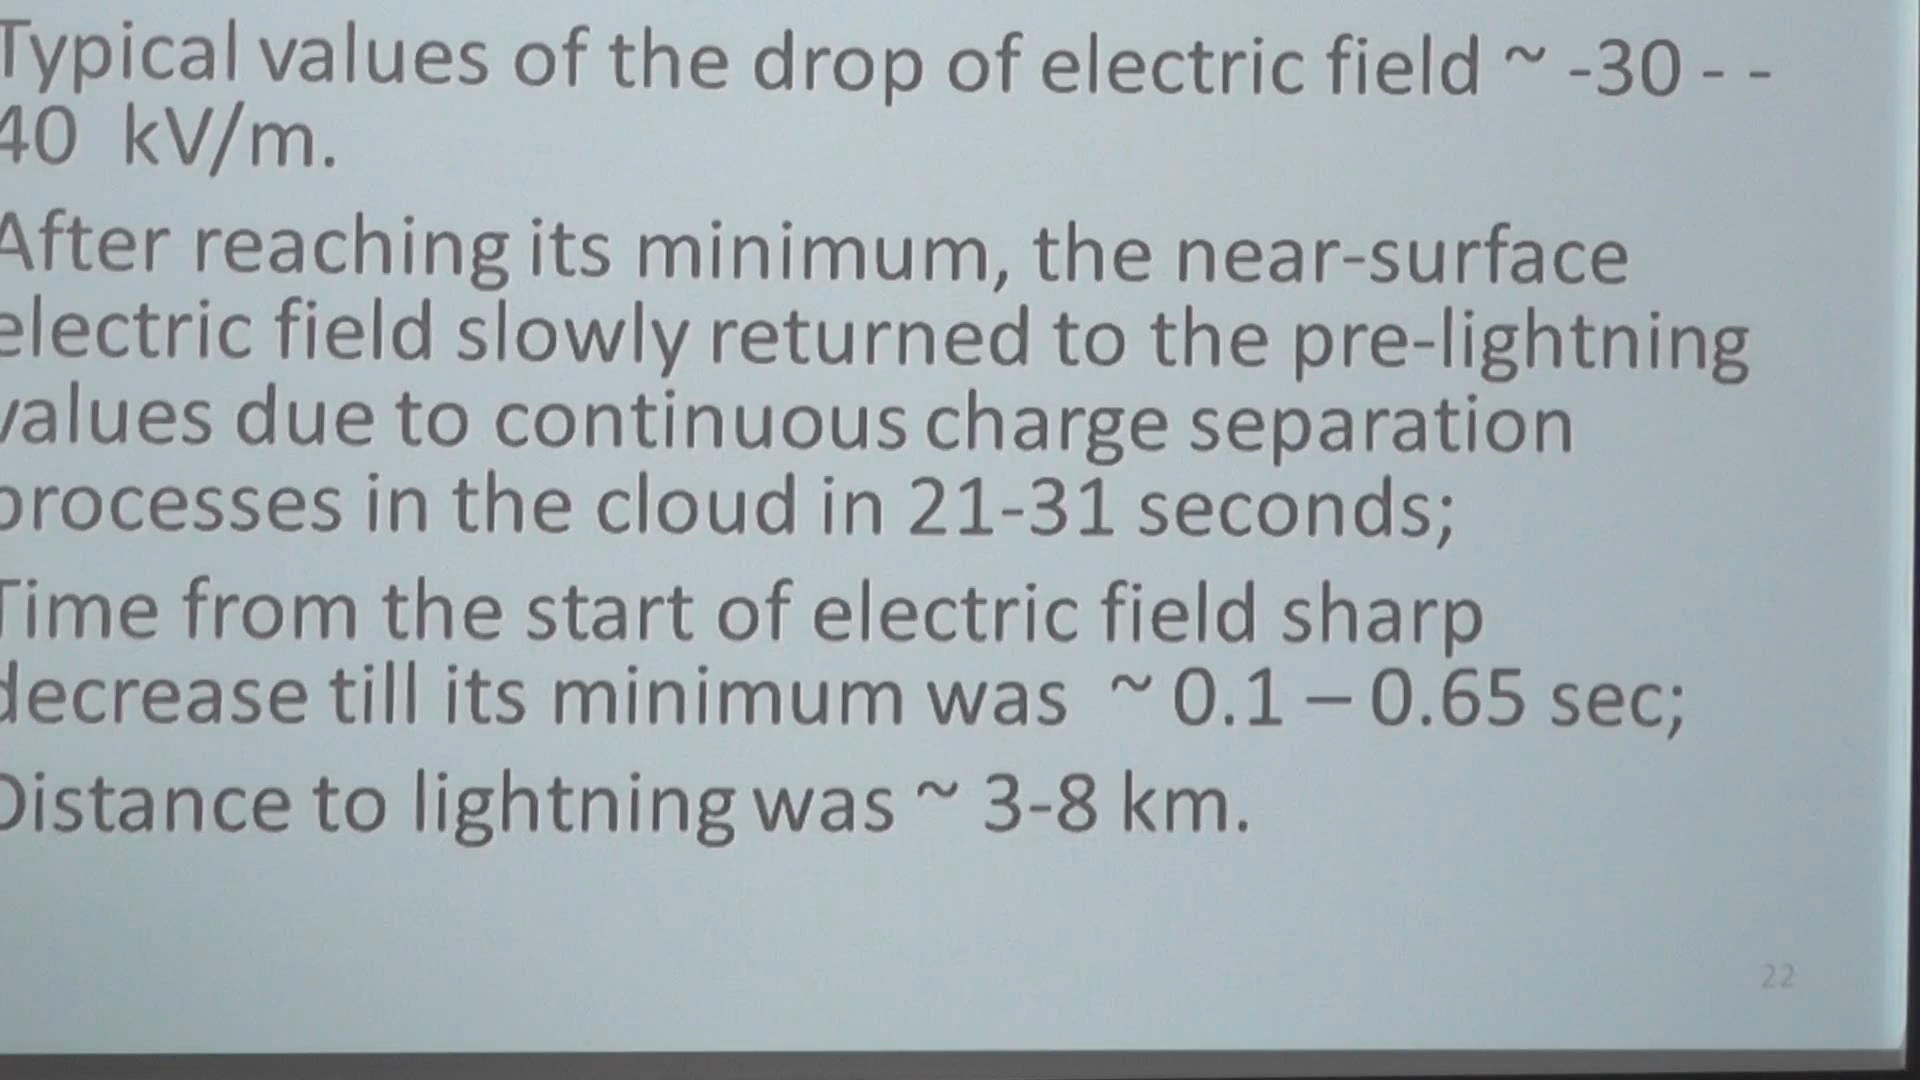 Typical values of the drop of electric field ~ -30 - -
40 kV/m.
After reaching its minimum, the near-surface
electric field slowly returned to the pre-lightning
values due to continuous charge separation
processes in the cloud in 21-31 seconds;
Time from the start of electric field sharp
decrease till its minimum was ~ 0.1 – 0.65 sec;
Distance to lightning was ~ 3-8 km.
22